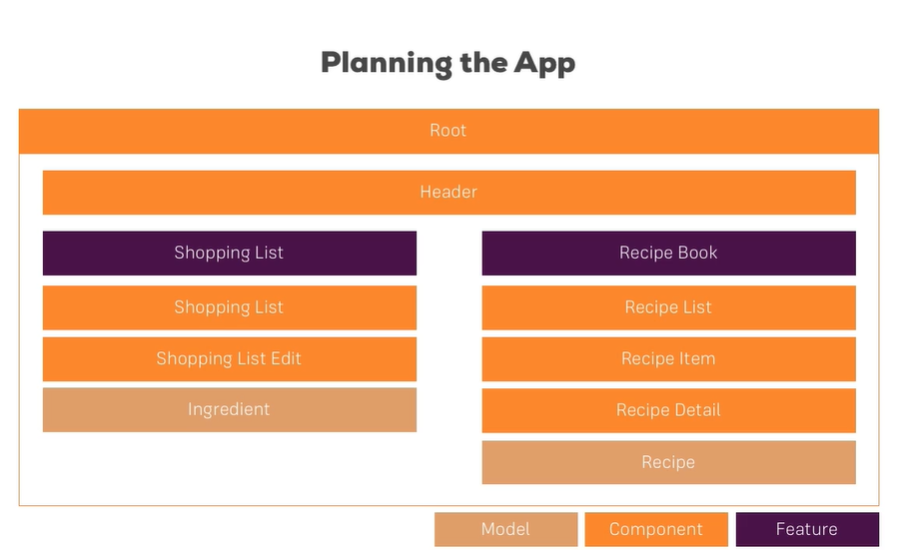 Planning the App
Root
Header
Shopping List
Recipe Book
Shopping List
Recipe List
Shopping List Edit
Recipe Item
Ingredient
Recipe Detail
Recipe
Model
Component
Feature